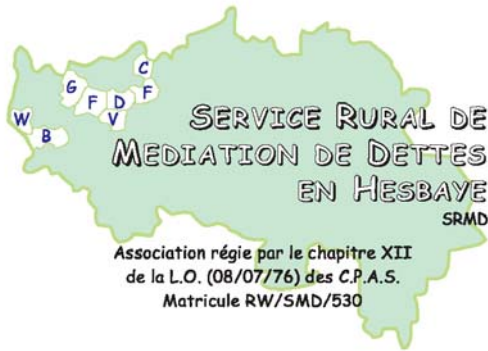 C
G
F
D
F
V
W
B
SERVICE RURAL DE
MEDIATION DE DETTES
EN HESBAYE
SRMD
Association régie par le chapitre XII
de la L.O. (08/07/76) des C.P.A.S.
Matricule RW/SMD/530